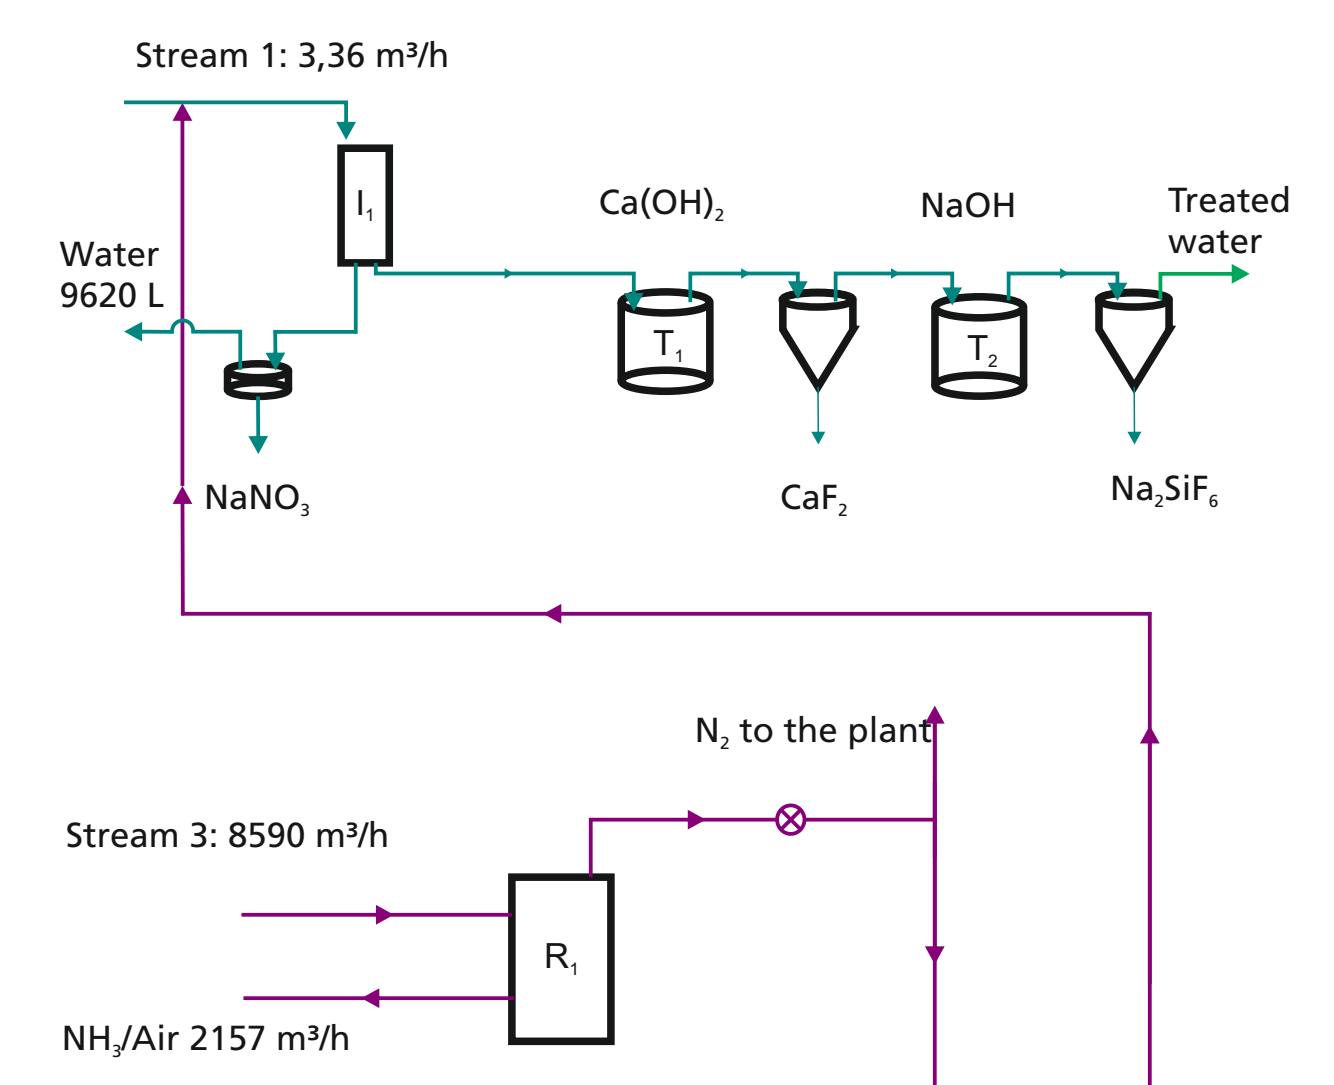 Stream 1: 3,36 m³/h
I₁
Ca(OH)₂
NaOH
Treated
water
Water
9620 L
T₁
T₂
NaNO₃
CaF₂
Na₂SiF₆
N₂ to the plant
Stream 3: 8590 m³/h
R₁
NH₃/Air 2157 m³/h